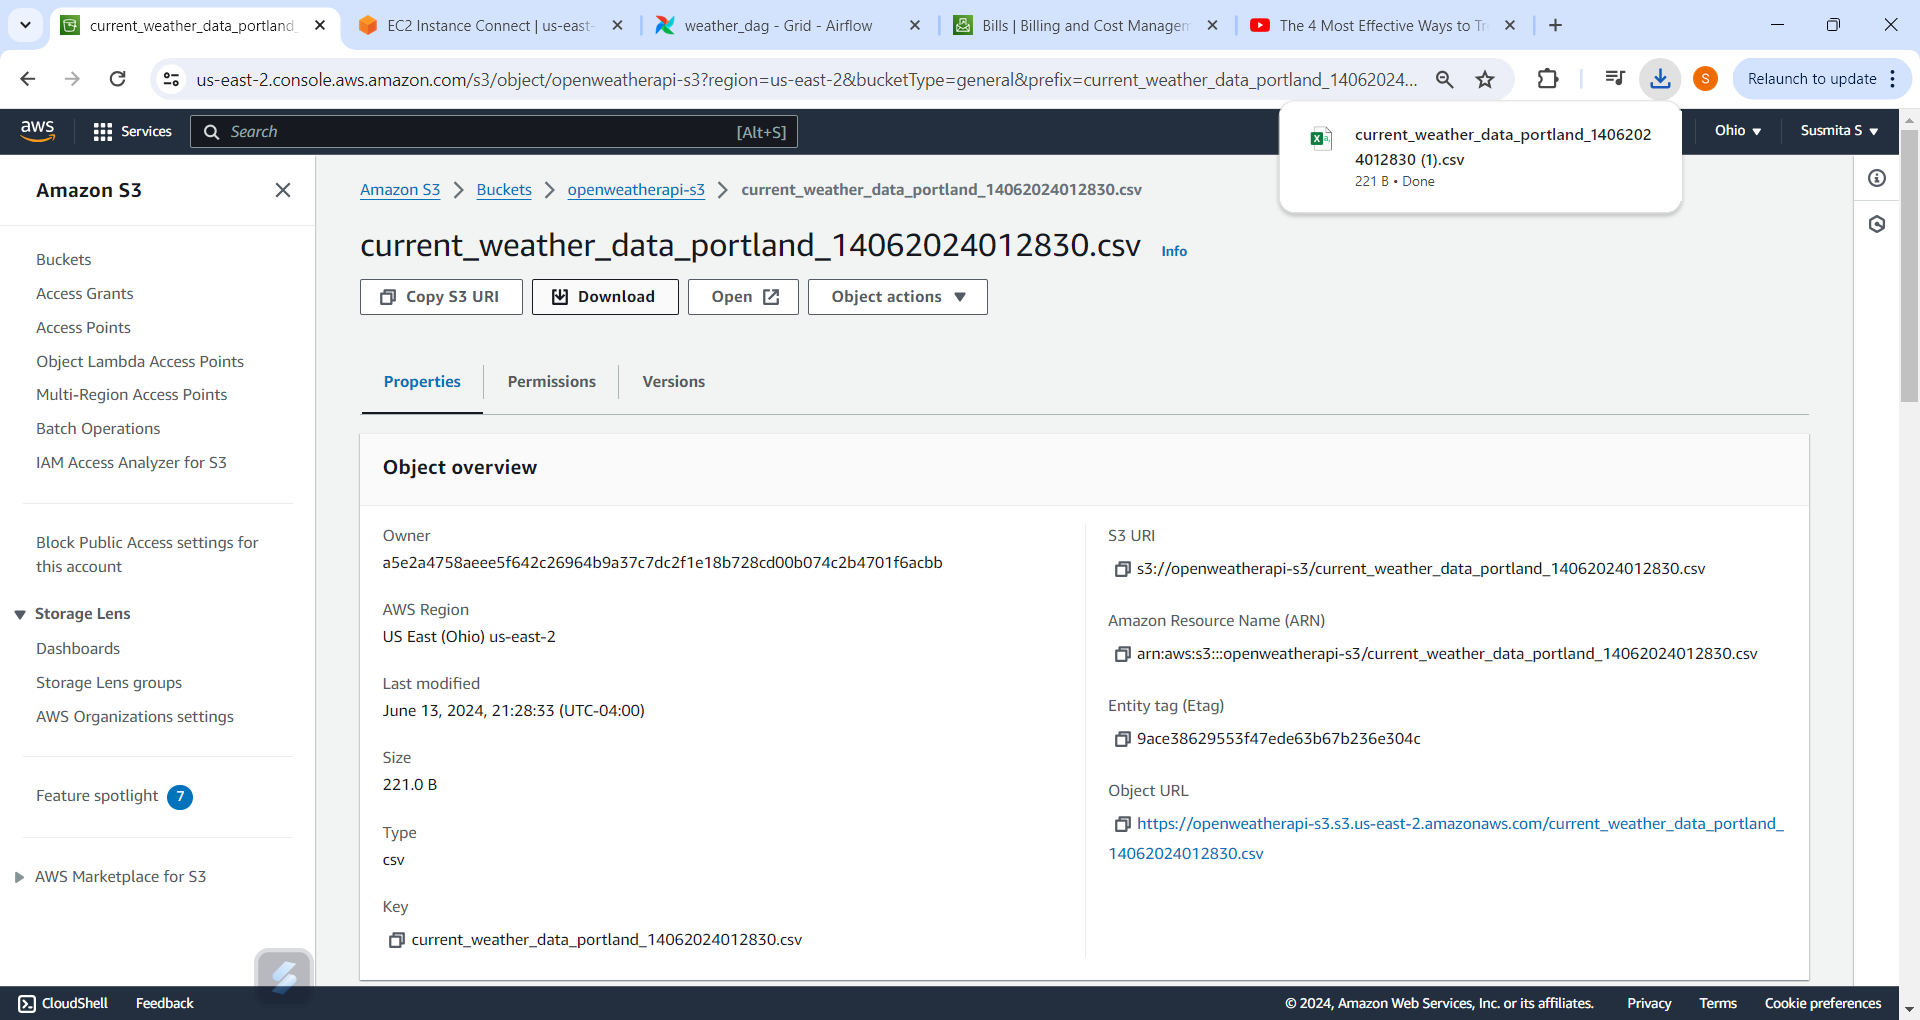 current_weather_data_portland_
EC2 Instance Connect | us-east-
weather_dag - Grid - Airflow
Bills | Billing and Cost Managem
The 4 Most Effective Ways to Tr
us-east-2.console.aws.amazon.com/s3/object/openweatherapi-s3?region=us-east-2&bucketType=general&prefix=current_weather_data_portland_14062024...
S
Relaunch to update
aws
Services
Search
[Alt+S]
Ohio
Susmita S
current_weather_data_portland_1406202
4012830 (1).csv
221 B • Done
Amazon S3
Buckets
Access Grants
Access Points
Object Lambda Access Points
Multi-Region Access Points
Batch Operations
IAM Access Analyzer for S3
Block Public Access settings for
this account
Storage Lens
Dashboards
Storage Lens groups
AWS Organizations settings
Feature spotlight 7
AWS Marketplace for S3
Amazon S3
Buckets
openweatherapi-s3
current_weather_data_portland_14062024012830.csv
current_weather_data_portland_14062024012830.csv Info
Copy S3 URI
Download
Open
Object actions
Properties
Permissions
Versions
Object overview
Owner
a5e2a4758aeee5f642c26964b9a37c7dc2f1e18b728cd00b074c2b4701f6acbb
AWS Region
US East (Ohio) us-east-2
Last modified
June 13, 2024, 21:28:33 (UTC-04:00)
Size
221.0 B
Type
csv
Key
current_weather_data_portland_14062024012830.csv
S3 URI
s3://openweatherapi-s3/current_weather_data_portland_14062024012830.csv
Amazon Resource Name (ARN)
arn:aws:s3:::openweatherapi-s3/current_weather_data_portland_14062024012830.csv
Entity tag (Etag)
9ace38629553f47ede63b67b236e304c
Object URL
https://openweatherapi-s3.s3.us-east-2.amazonaws.com/current_weather_data_portland_
14062024012830.csv
CloudShell
Feedback
© 2024, Amazon Web Services, Inc. or its affiliates.
Privacy
Terms
Cookie preferences